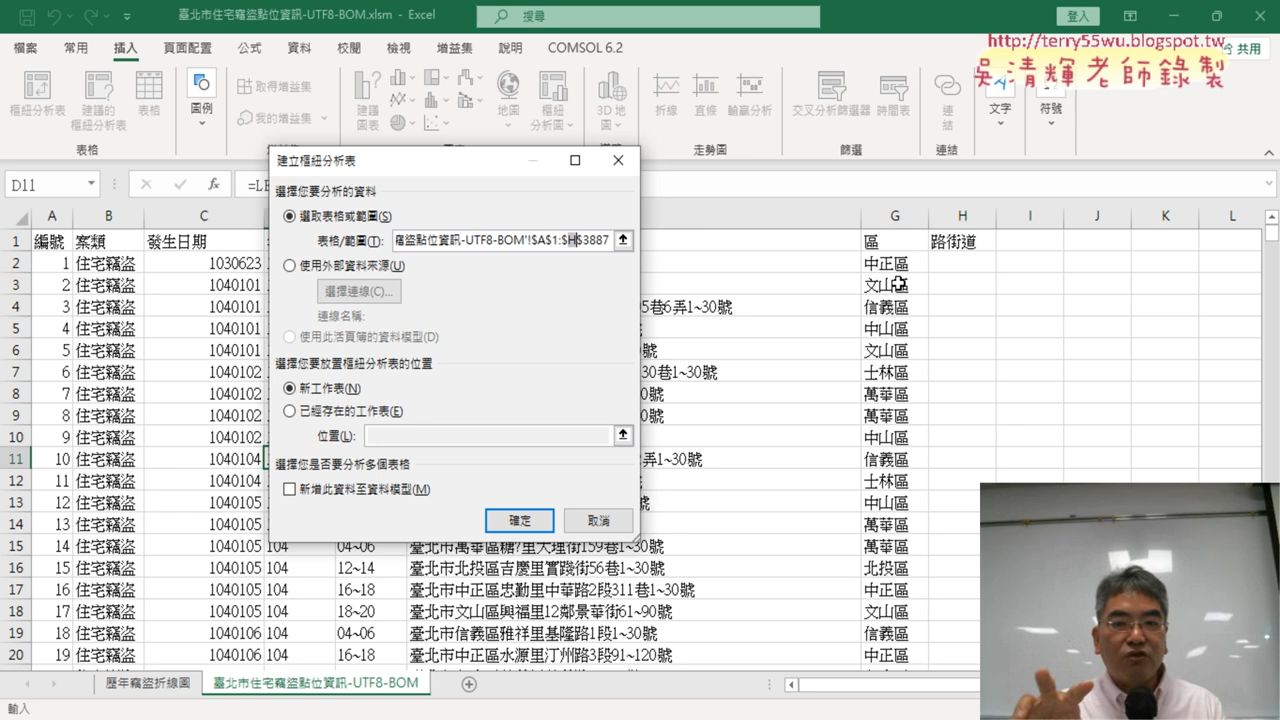 臺北市住宅竊盜點位資訊-UTF8-BOM.xlsm - Excel
搜尋
登入
檔案 常用 插入 頁面配置 公式 資料 校閱 檢視 增益集 說明 COMSOL 6.2
共用
http://terry55wu.blogspot.tw
吳清輝老師錄製
樞紐分析表 建議的樞紐分析表 表格 圖例 取得增益集 我的增益集 建議圖表 地圖 樞紐分析圖 3D 地圖 折線 直條 輸贏分析 交叉分析篩選器 時間表 連結 文字 符號
表格 走勢圖 篩選 連結
D11
fx
建立樞紐分析表
選擇您要分析的資料
選取表格或範圍(S)
表格/範圍(T): 竊盜點位資訊-UTF8-BOM'!$A$1:$H$3887
使用外部資料來源(U)
選擇連線(C)...
連線名稱:
使用此活頁簿的資料模型(D)
選擇您要放置樞紐分析表的位置
新工作表(N)
已經存在的工作表(E)
位置(L):
選擇您是否要分析多個表格
新增此資料至資料模型(M)
確定 取消
A B C G H I J K L
1 編號 案類 發生日期 區 路街道
2 1 住宅竊盜 1030623 中正區
3 2 住宅竊盜 1040101 文山區
4 3 住宅竊盜 1040101 5巷6弄1~30號 信義區
5 4 住宅竊盜 1040101 中山區
6 5 住宅竊盜 1040101 號 文山區
7 6 住宅竊盜 1040102 30巷1~30號 士林區
8 7 住宅竊盜 1040102 0號 萬華區
9 8 住宅竊盜 1040102 0號 萬華區
10 9 住宅竊盜 1040102 中山區
11 10 住宅竊盜 1040104 弄1~30號 信義區
12 11 住宅竊盜 1040104 士林區
13 12 住宅竊盜 1040105 中山區
14 13 住宅竊盜 1040105 萬華區
15 14 住宅竊盜 1040105 104 04~06 臺北市萬華區糖?里大理街159巷1~30號 萬華區
16 15 住宅竊盜 1040105 104 12~14 臺北市北投區吉慶里實踐街56巷1~30號 北投區
17 16 住宅竊盜 1040105 104 16~18 臺北市中正區忠勤里中華路2段311巷1~30號 中正區
18 17 住宅竊盜 1040105 104 18~20 臺北市文山區興福里12鄰景華街61~90號 文山區
19 18 住宅竊盜 1040106 104 04~06 臺北市信義區雅祥里基隆路1段1~30號 信義區
20 19 住宅竊盜 1040106 104 16~18 臺北市中正區水源里汀州路3段91~120號 中正區
歷年竊盜折線圖 臺北市住宅竊盜點位資訊-UTF8-BOM
輸入